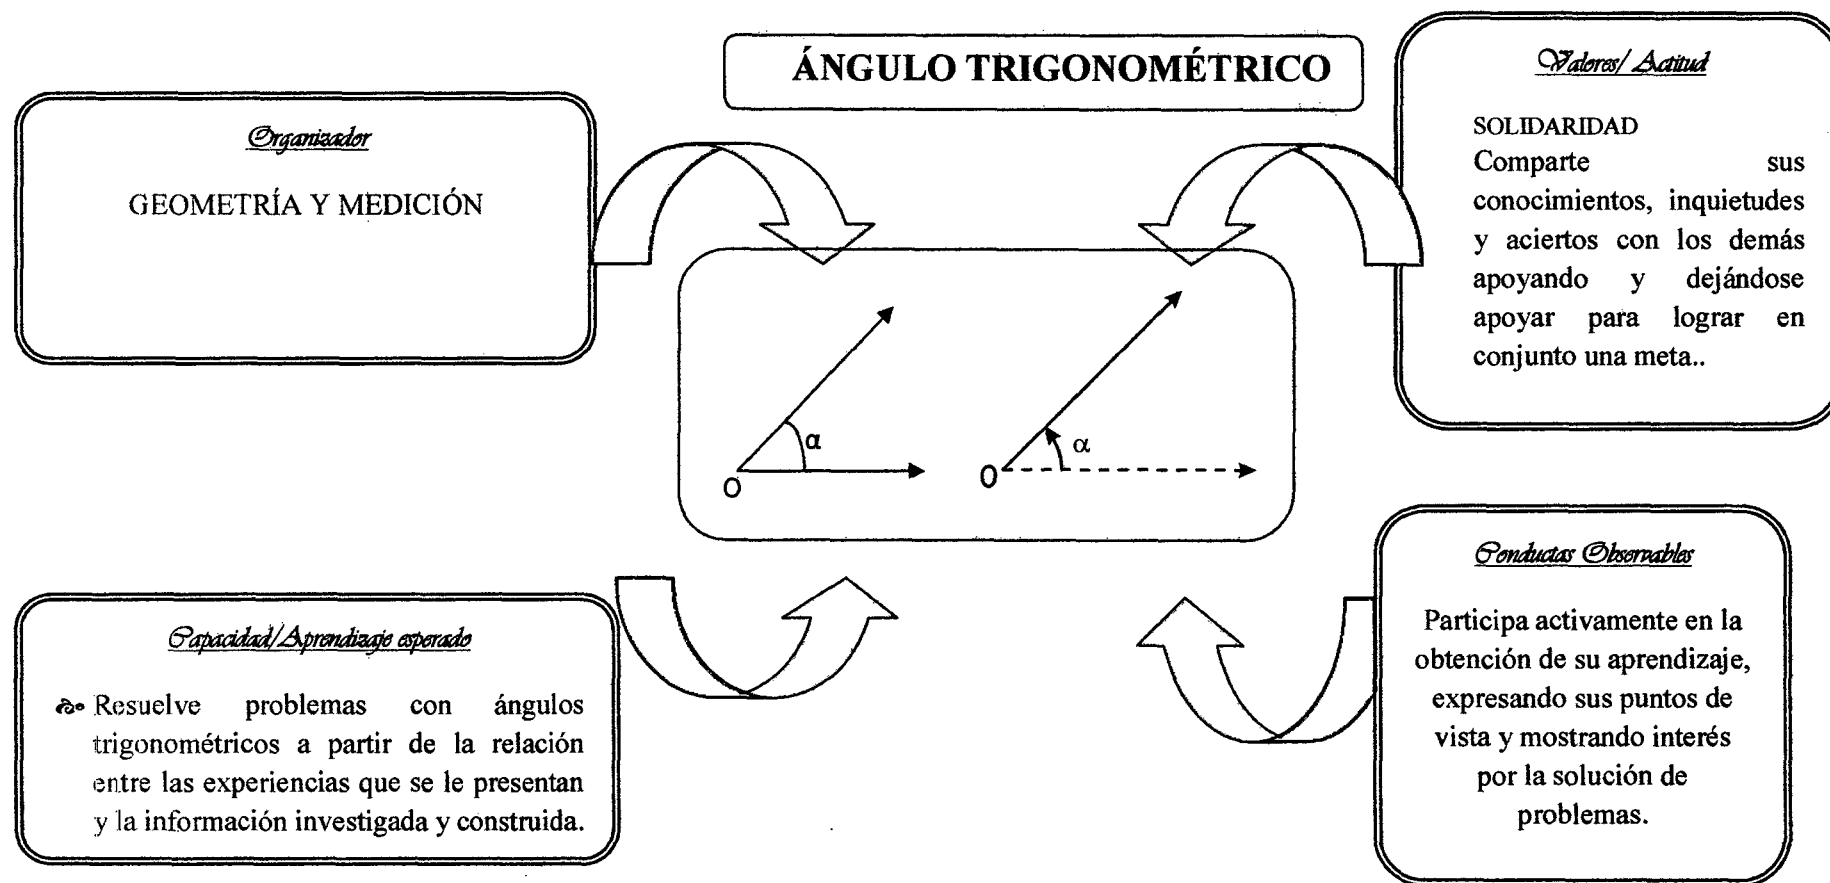 ÁNGULO TRIGONOMÉTRICO
Organizador
GEOMETRÍA Y MEDICIÓN
Valores/ Actitud
SOLIDARIDAD
Comparte sus
conocimientos, inquietudes
y aciertos con los demás
apoyando y dejándose
apoyar para lograr en
conjunto una meta..
α
O
α
O
Capacidad/Aprendizaje esperado
Resuelve problemas con ángulos
trigonométricos a partir de la relación
entre las experiencias que se le presentan
y la información investigada y construida.
Conductas Observables
Participa activamente en la
obtención de su aprendizaje,
expresando sus puntos de
vista y mostrando interés
por la solución de
problemas.